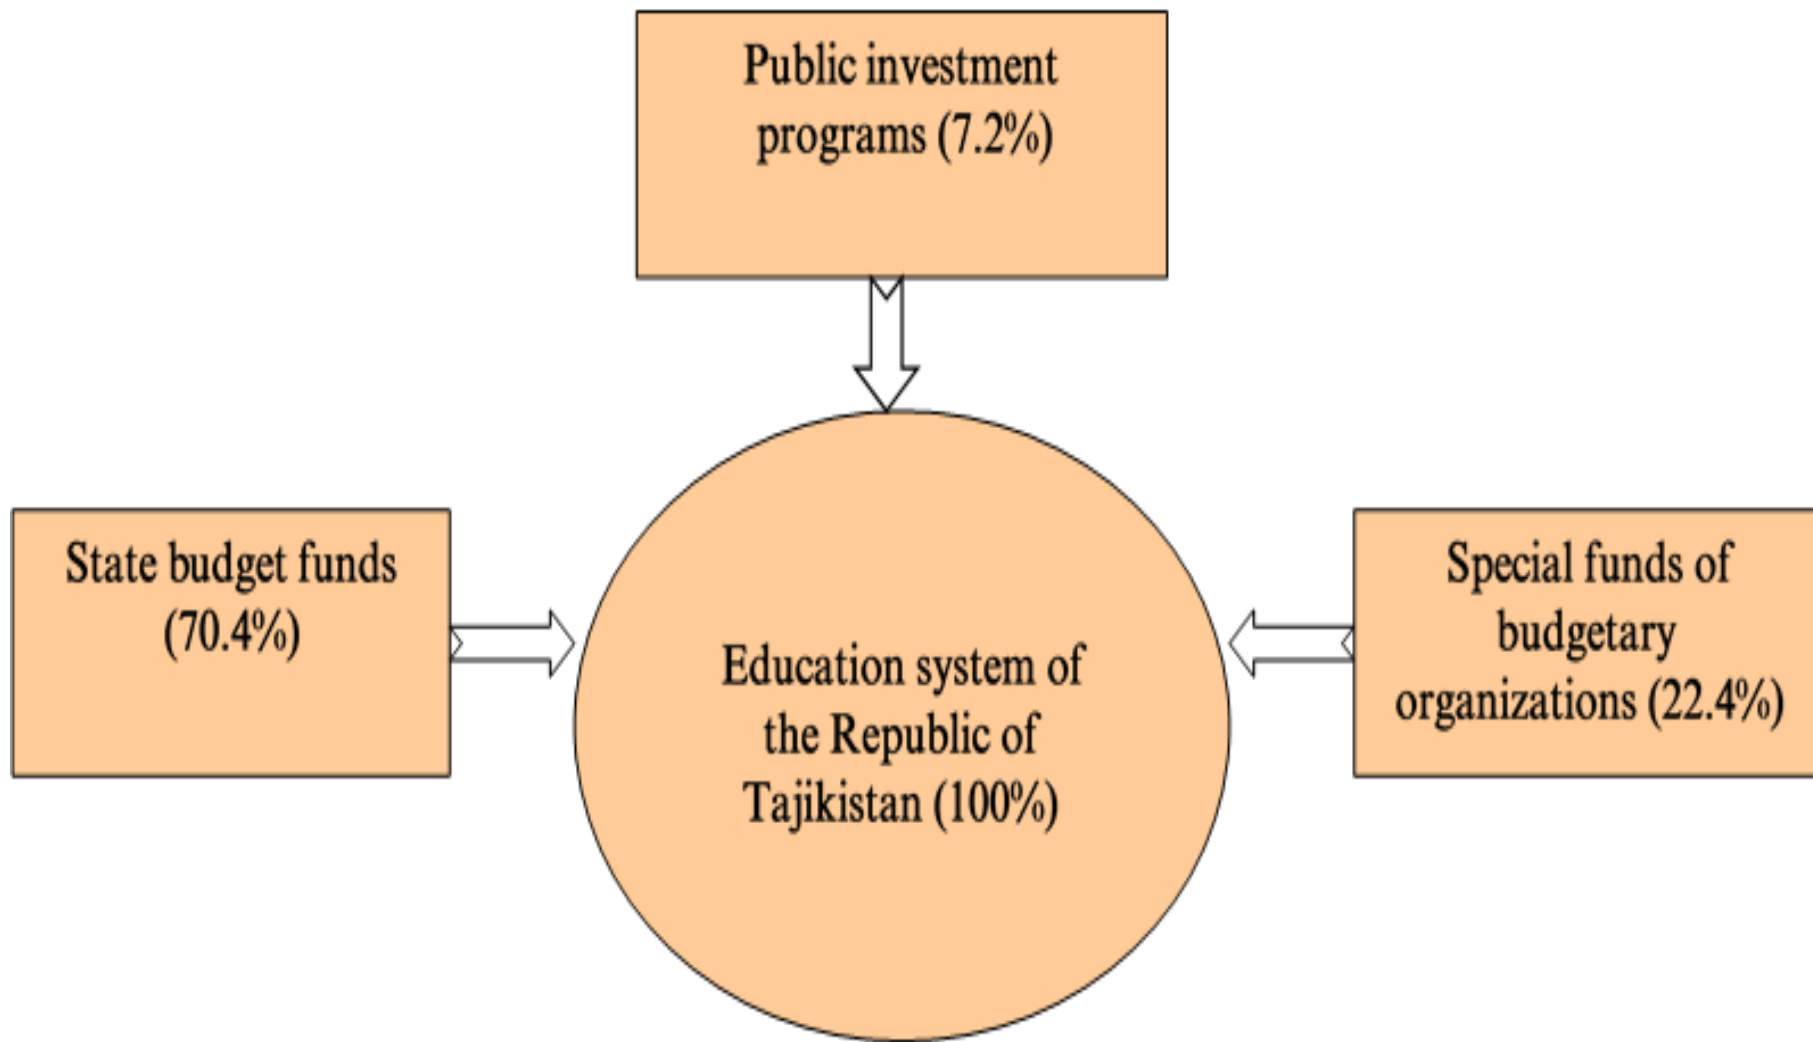 Public investment
programs (7.2%)
State budget funds
(70.4%)
Education system of
the Republic of
Tajikistan (100%)
Special funds of
budgetary
organizations (22.4%)